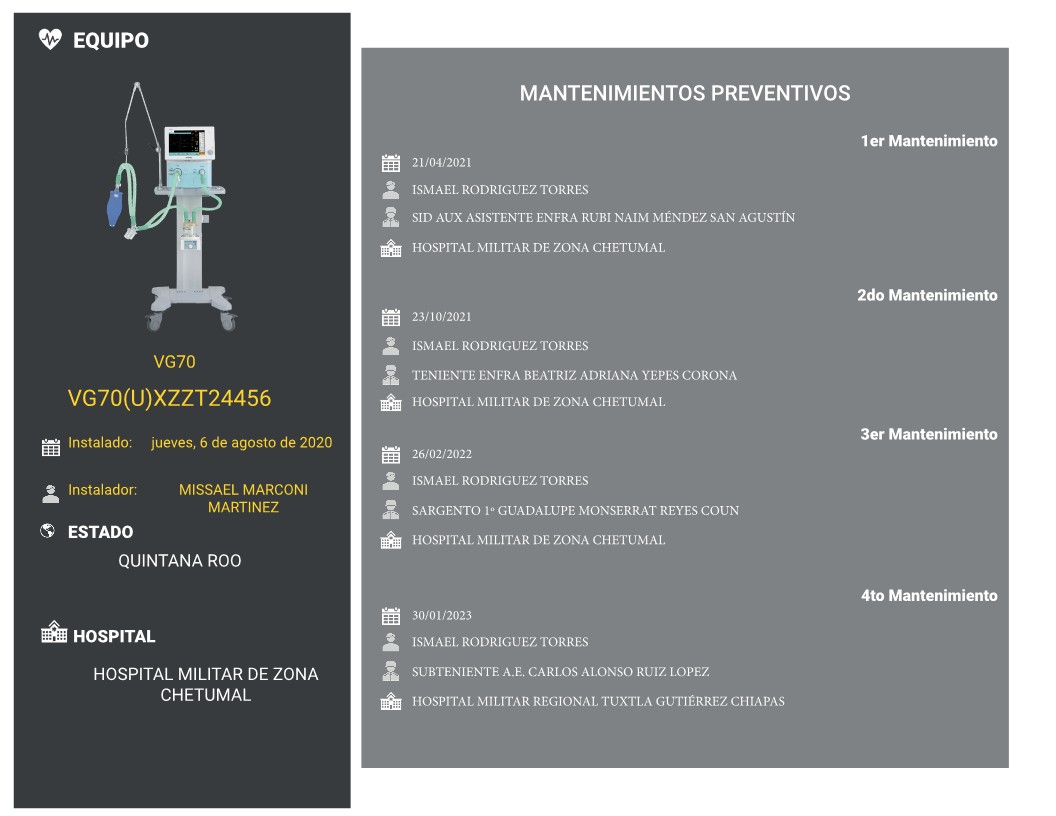 EQUIPO
VG70
VG70(U)XZZT24456
Instalado: jueves, 6 de agosto de 2020
Instalador: MISSAEL MARCONI
MARTINEZ
ESTADO
QUINTANA ROO
HOSPITAL
HOSPITAL MILITAR DE ZONA
CHETUMAL
MANTENIMIENTOS PREVENTIVOS
1er Mantenimiento
21/04/2021
ISMAEL RODRIGUEZ TORRES
SID AUX ASISTENTE ENFRA RUBI NAIM MÉNDEZ SAN AGUSTÍN
HOSPITAL MILITAR DE ZONA CHETUMAL
2do Mantenimiento
23/10/2021
ISMAEL RODRIGUEZ TORRES
TENIENTE ENFRA BEATRIZ ADRIANA YEPES CORONA
HOSPITAL MILITAR DE ZONA CHETUMAL
3er Mantenimiento
26/02/2022
ISMAEL RODRIGUEZ TORRES
SARGENTO 1º GUADALUPE MONSERRAT REYES COUN
HOSPITAL MILITAR DE ZONA CHETUMAL
4to Mantenimiento
30/01/2023
ISMAEL RODRIGUEZ TORRES
SUBTENIENTE A.E. CARLOS ALONSO RUIZ LOPEZ
HOSPITAL MILITAR REGIONAL TUXTLA GUTIÉRREZ CHIAPAS